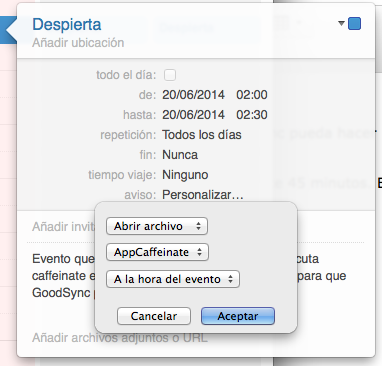 Despierta
Añadir ubicación
todo el día:
de: 20/06/2014 02:00
hasta: 20/06/2014 02:30
repetición: Todos los días
fin: Nunca
tiempo viaje: Ninguno
aviso: Personalizar...
Abrir archivo
Añadir
AppCaffeinate
Evento que
caffeinate
para que
A la hora del evento
GoodSync
Cancelar Aceptar
Añadir archivos adjuntos o URL